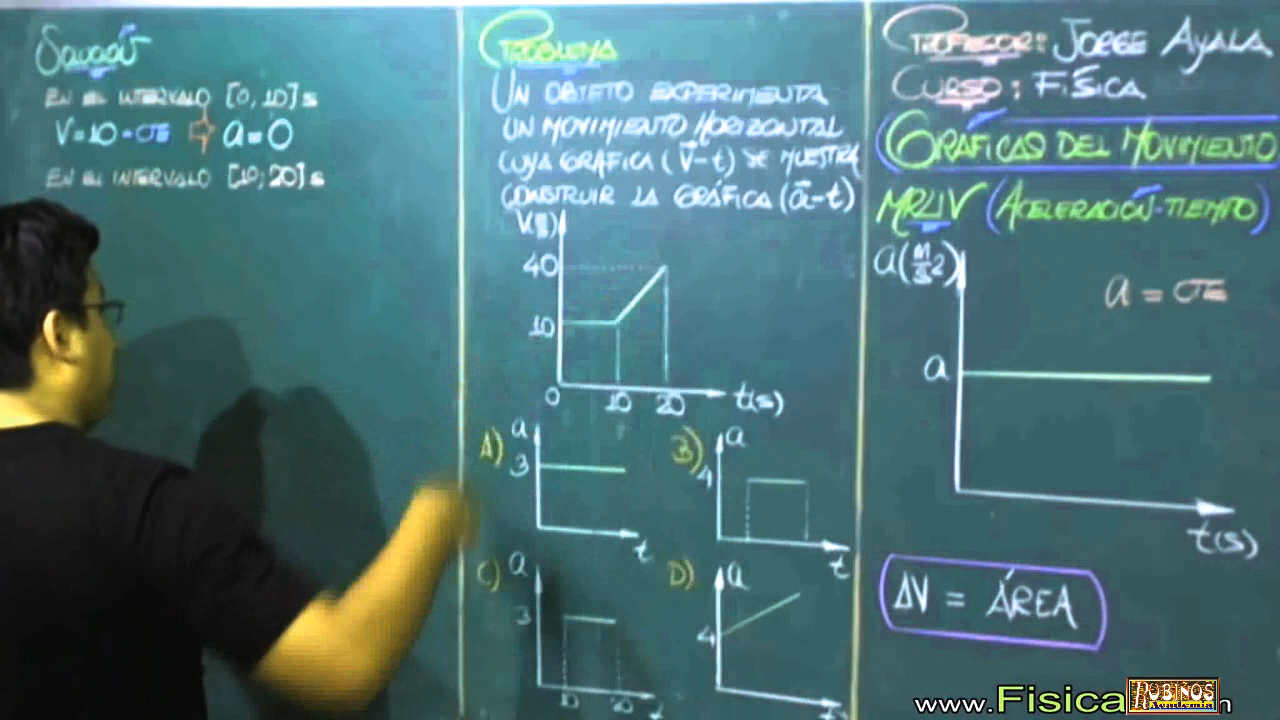 Solución
EN EL INTERVALO [0, 10] s
V = 10 = CTE ⇨ a = 0
EN EL INTERVALO [10; 20] s
PROBLEMA
UN OBJETO EXPERIMENTA
UN MOVIMIENTO HORIZONTAL
CUYA GRÁFICA (V⃗-t) SE MUESTRA
CONSTRUIR LA GRÁFICA (a⃗-t)
V(m/s)
40
10
0 10 20 t(s)
A) a
3
t
B) a
4
t
C) a
3
10 20 t
D) a
4
PROFESOR: JORGE AYALA
CURSO: FÍSICA
GRÁFICAS DEL MOVIMIENTO
MRUV (ACELERACIÓN-TIEMPO)
a(m/s2)
a = CTE
a
t(s)
ΔV = ÁREA
www.Fisica
RUBIÑOS